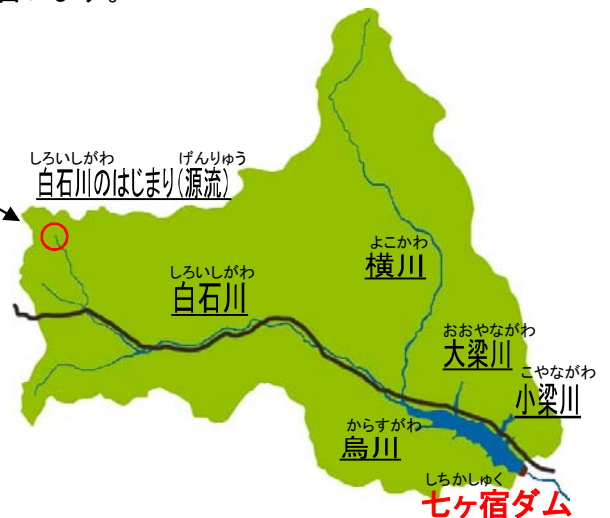 しろいしがわ げんりゅう
白石川のはじまり(源流)
しろいしがわ
白石川
よこかわ
横川
おおやながわ
大梁川
こやながわ
小梁川
からすがわ
烏川
しちかしゅく
七ヶ宿ダム